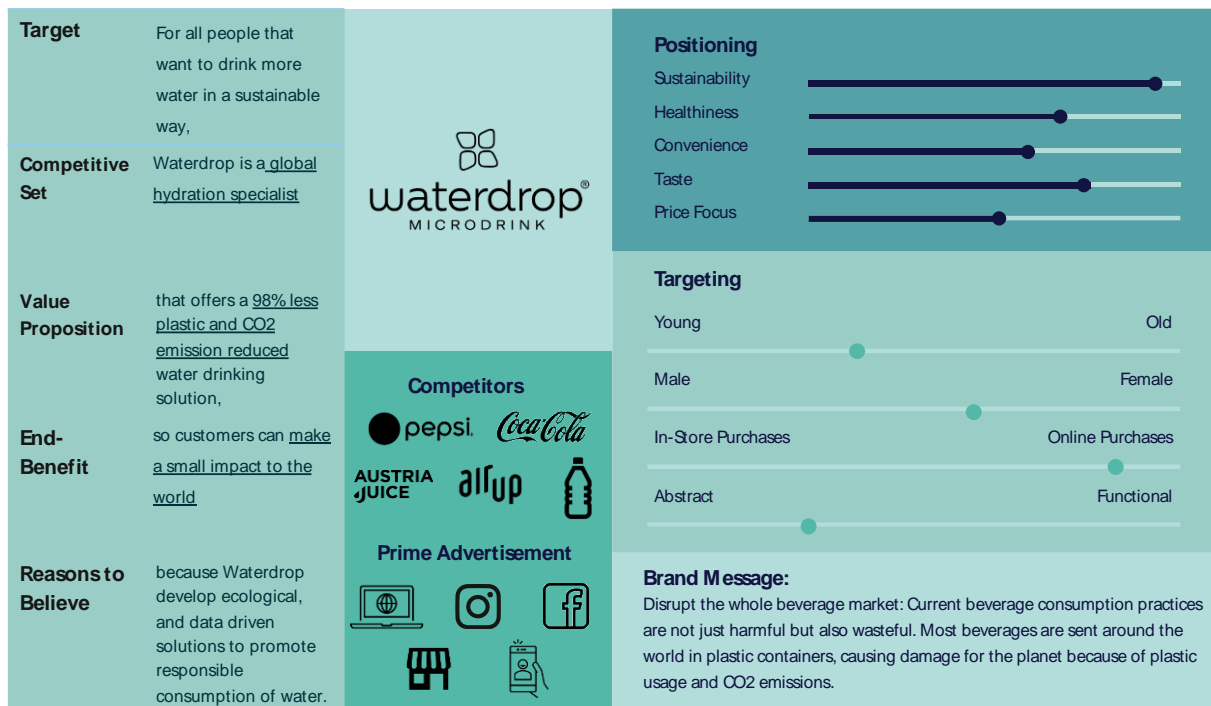 Target
For all people that
want to drink more
water in a sustainable
way,
Competitive
Set
Waterdrop is a global
hydration specialist
Value
Proposition
that offers a 98% less
plastic and CO2
emission reduced
water drinking
solution,
End-
Benefit
so customers can make
a small impact to the
world
Reasons to
Believe
because Waterdrop
develop ecological,
and data driven
solutions to promote
responsible
consumption of water.
waterdrop®
MICRODRINK
Competitors
pepsi.
Coca-Cola
AUSTRIA
JUICE
air up
Prime Advertisement
Positioning
Sustainability
Healthiness
Convenience
Taste
Price Focus
Targeting
Young Old
Male Female
In-Store Purchases Online Purchases
Abstract Functional
Brand Message:
Disrupt the whole beverage market: Current beverage consumption practices
are not just harmful but also wasteful. Most beverages are sent around the
world in plastic containers, causing damage for the planet because of plastic
usage and CO2 emissions.